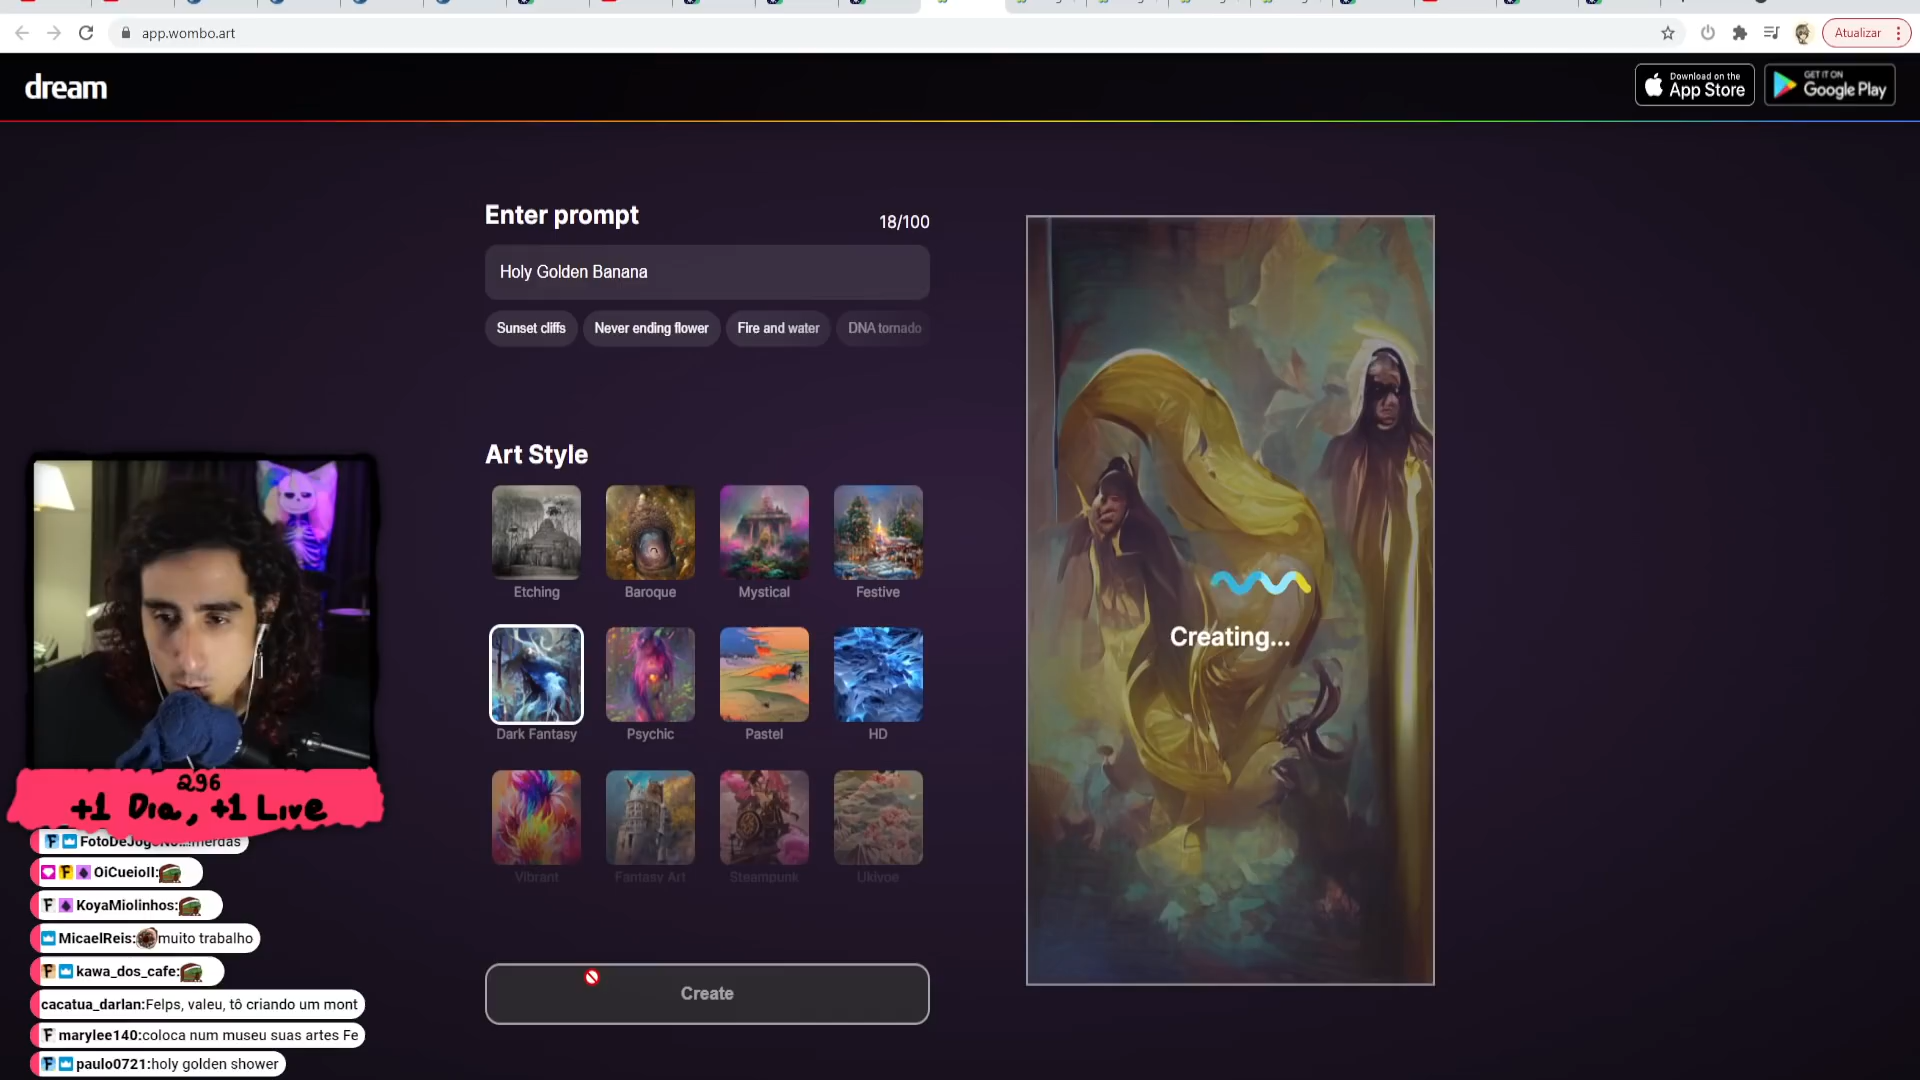 app.wombo.art
Atualizar
dream
Download on the
App Store
GET IT ON
Google Play
Enter prompt
18/100
Holy Golden Banana
Sunset cliffs
Never ending flower
Fire and water
DNA tornado
Art Style
Etching
Baroque
Mystical
Festive
Dark Fantasy
Psychic
Pastel
HD
Vibrant
Fantasy Art
Steampunk
Ukiyoe
Create
Creating...
296
+1 Dia, +1 Live
OiCueioII:
KoyaMiolinhos:
MicaelReis: muito trabalho
kawa_dos_cafe:
cacatua_darlan:Felps, valeu, tô criando um mont
marylee140:coloca num museu suas artes Fe
paulo0721:holy golden shower